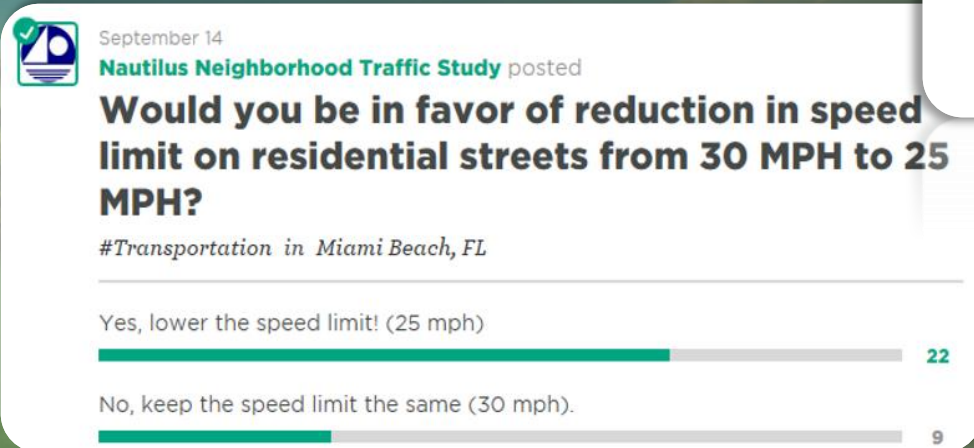 September 14
Nautilus Neighborhood Traffic Study posted
Would you be in favor of reduction in speed
limit on residential streets from 30 MPH to 25
MPH?
#Transportation in Miami Beach, FL
Yes, lower the speed limit! (25 mph)
22
No, keep the speed limit the same (30 mph).
9